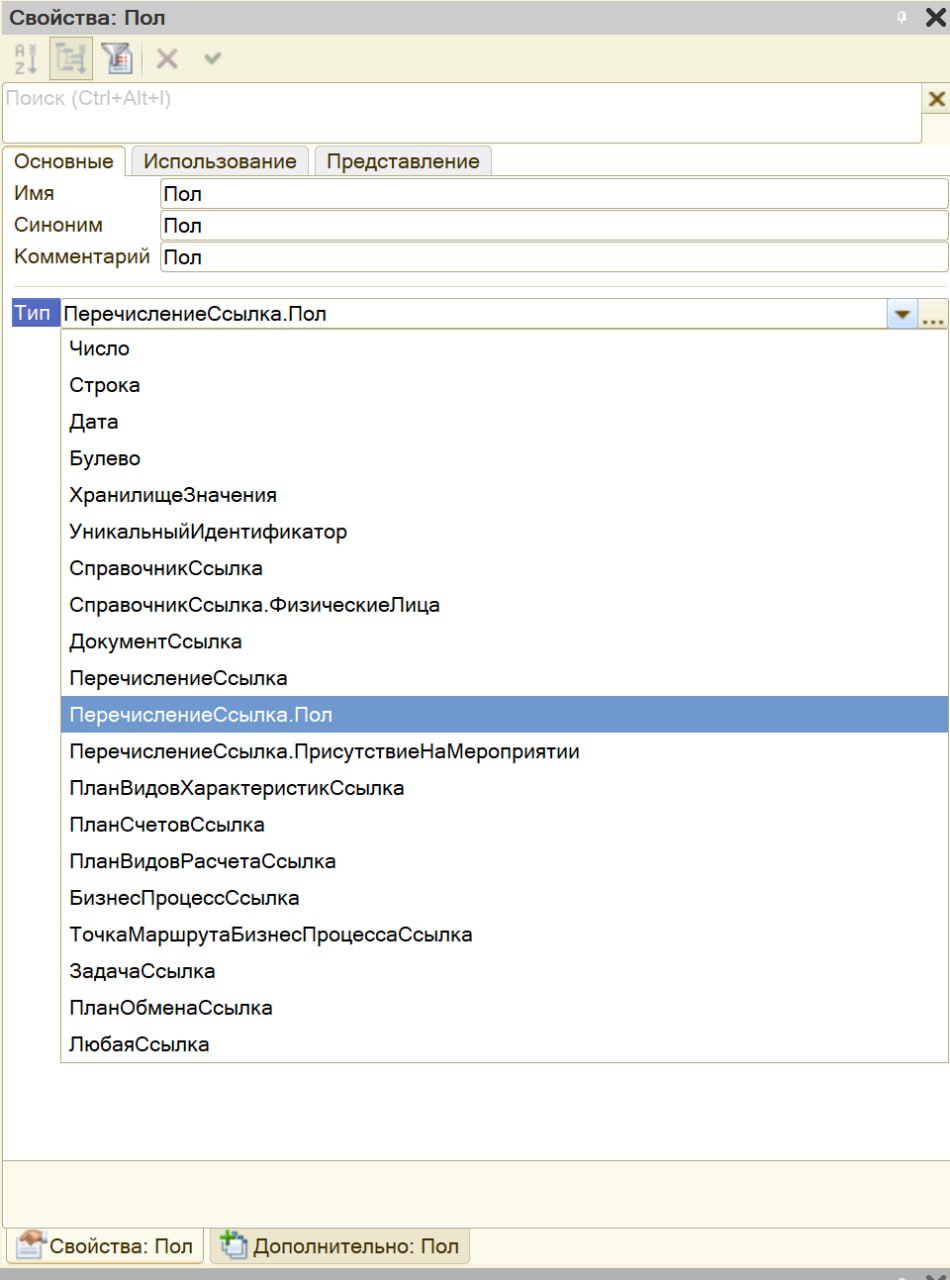 Свойства: Пол
Поиск (Ctrl+Alt+I)
Основные Использование Представление
Имя Пол
Синоним Пол
Комментарий Пол
Тип ПеречислениеСсылка.Пол ...
Число
Строка
Дата
Булево
ХранилищеЗначения
УникальныйИдентификатор
СправочникСсылка
СправочникСсылка.ФизическиеЛица
ДокументСсылка
ПеречислениеСсылка
ПеречислениеСсылка.Пол
ПеречислениеСсылка.ПрисутствиеНаМероприятии
ПланВидовХарактеристикСсылка
ПланСчетовСсылка
ПланВидовРасчетаСсылка
БизнесПроцессСсылка
ТочкаМаршрутаБизнесПроцессаСсылка
ЗадачаСсылка
ПланОбменаСсылка
ЛюбаяСсылка
Свойства: Пол Дополнительно: Пол